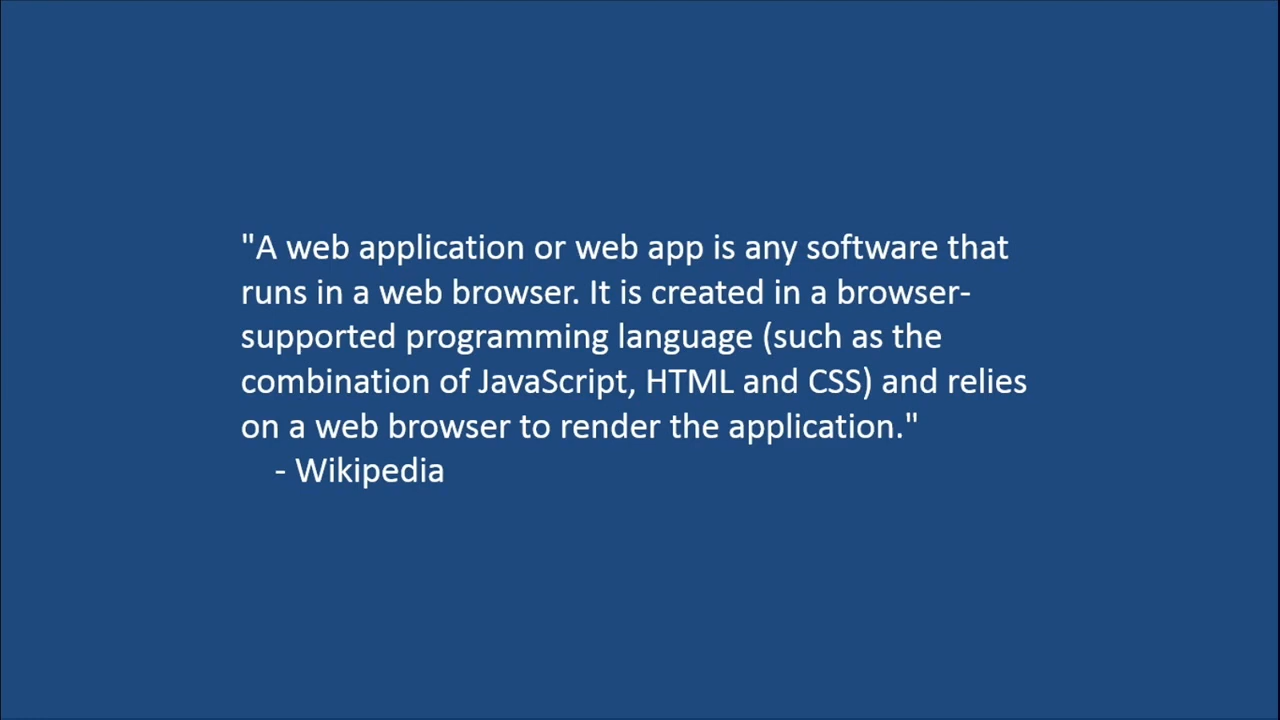 "A web application or web app is any software that
runs in a web browser. It is created in a browser-
supported programming language (such as the
combination of JavaScript, HTML and CSS) and relies
on a web browser to render the application."
- Wikipedia